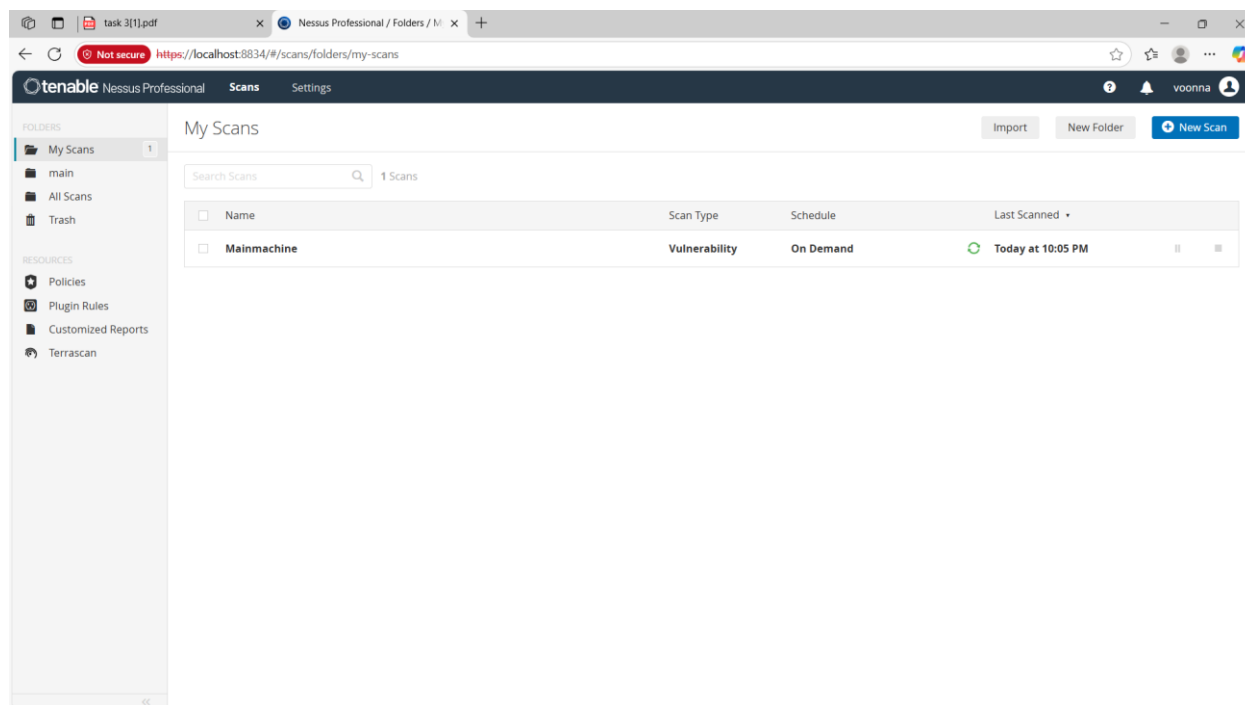 task 3[1].pdf
Nessus Professional / Folders / M
Not secure https://localhost:8834/#/scans/folders/my-scans
tenable Nessus Professional Scans Settings voonna
FOLDERS
My Scans 1
main
All Scans
Trash
RESOURCES
Policies
Plugin Rules
Customized Reports
Terrascan
My Scans
Import New Folder New Scan
Search Scans 1 Scans
Name Scan Type Schedule Last Scanned
Mainmachine Vulnerability On Demand Today at 10:05 PM